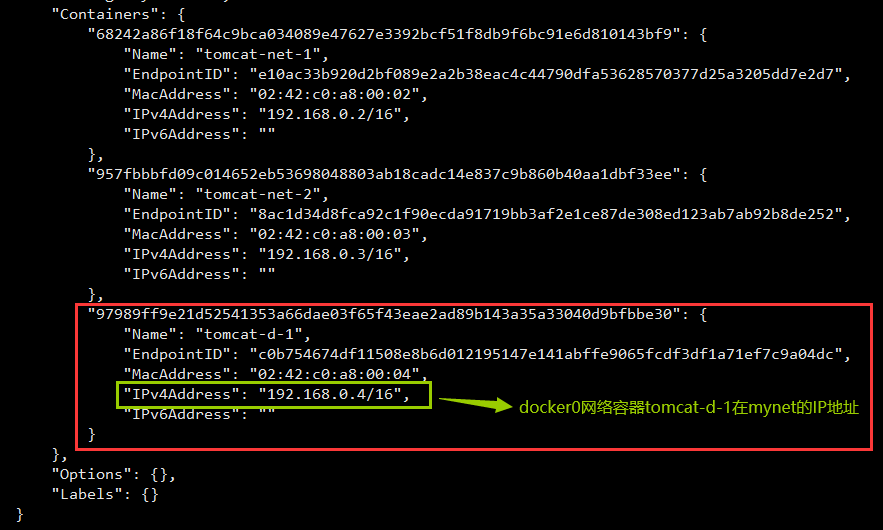 "Containers": {
"68242a86f18f64c9bca034089e47627e3392bcf51f8db9f6bc91e6d810143bf9": {
"Name": "tomcat-net-1",
"EndpointID": "e10ac33b920d2bf089e2a2b38eac4c44790dfa53628570377d25a3205dd7e2d7",
"MacAddress": "02:42:c0:a8:00:02",
"IPv4Address": "192.168.0.2/16",
"IPv6Address": ""
},
"957fbbbfd09c014652eb53698048803ab18cadc14e837c9b860b40aa1dbf33ee": {
"Name": "tomcat-net-2",
"EndpointID": "8ac1d34d8fca92c1f90ecda91719bb3af2e1ce87de308ed123ab7ab92b8de252",
"MacAddress": "02:42:c0:a8:00:03",
"IPv4Address": "192.168.0.3/16",
"IPv6Address": ""
},
"97989ff9e21d52541353a66dae03f65f43eae2ad89b143a35a33040d9bfbbe30": {
"Name": "tomcat-d-1",
"EndpointID": "c0b754674df11508e8b6d012195147e141abffe9065fcdf3df1a71ef7c9a04dc",
"MacAddress": "02:42:c0:a8:00:04",
"IPv4Address": "192.168.0.4/16",
docker0网络容器tomcat-d-1在mynet的IP地址
"IPv6Address": ""
}
},
"Options": {},
"Labels": {}
}